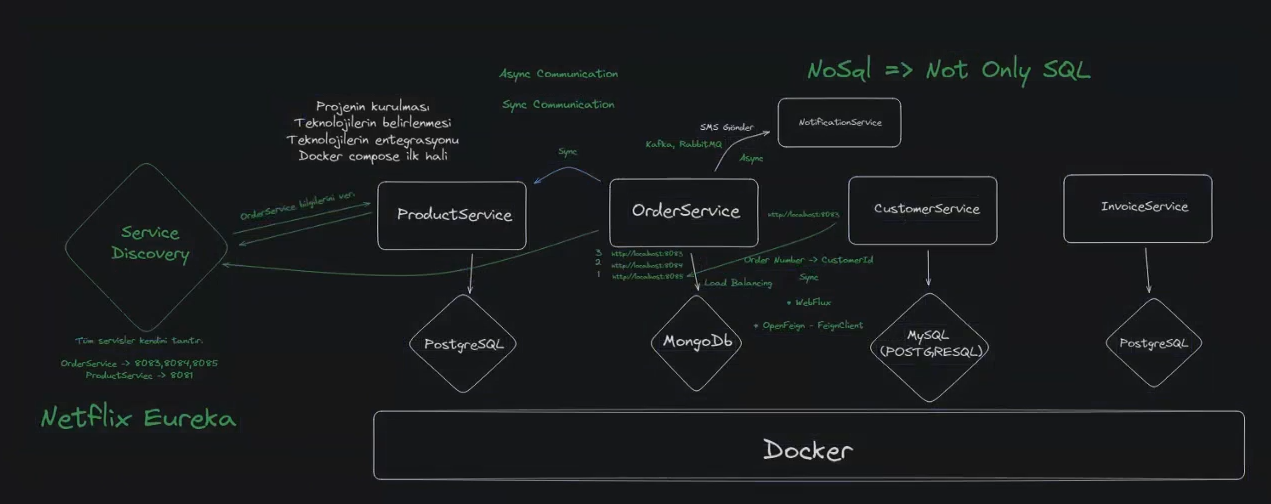 NoSql => Not Only SQL
Async Communication
Sync Communication
Projenin kurulması
Teknolojilerin belirlenmesi
Teknolojilerin entegrasyonu
Docker compose ilk hali
SMS Gönder
NotificationService
Kafka, RabbitMQ
Async
Sync
Service
Discovery
OrderService bilgilerini ver.
ProductService
OrderService
http://localhost:8083
CustomerService
InvoiceService
3 http://localhost:8083
2 http://localhost:8084
1 http://localhost:8085
Order Number -> CustomerId
Sync
Load Balancing
* WebFlux
* OpenFeign - FeignClient
PostgreSQL
MongoDb
MySQL
(POSTGRESQL)
PostgreSQL
Tüm servisler kendini tanıtır.
OrderService -> 8083,8084,8085
ProductService -> 8081
Netflix Eureka
Docker